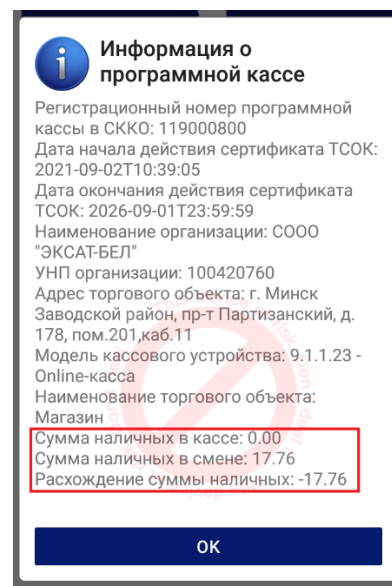 Информация о
программной кассе
Регистрационный номер программной
кассы в СККО: 119000800
Дата начала действия сертификата ТСОК:
2021-09-02T10:39:05
Дата окончания действия сертификата
ТСОК: 2026-09-01T23:59:59
Наименование организации: СООО
"ЭКСАТ-БЕЛ"
УНП организации: 100420760
Адрес торгового объекта: г. Минск
Заводской район, пр-т Партизанский, д.
178, пом.201,каб.11
Модель кассового устройства: 9.1.1.23 -
Online-касса
Наименование торгового объекта:
Магазин
Сумма наличных в кассе: 0.00
Сумма наличных в смене: 17.76
Расхождение суммы наличных: -17.76
OK